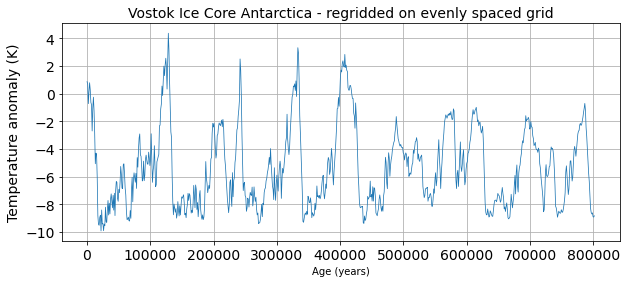 Vostok Ice Core Antarctica - regridded on evenly spaced grid
Temperature anomaly (K)
4
2
0
−2
−4
−6
−8
−10
0 100000 200000 300000 400000 500000 600000 700000 800000
Age (years)